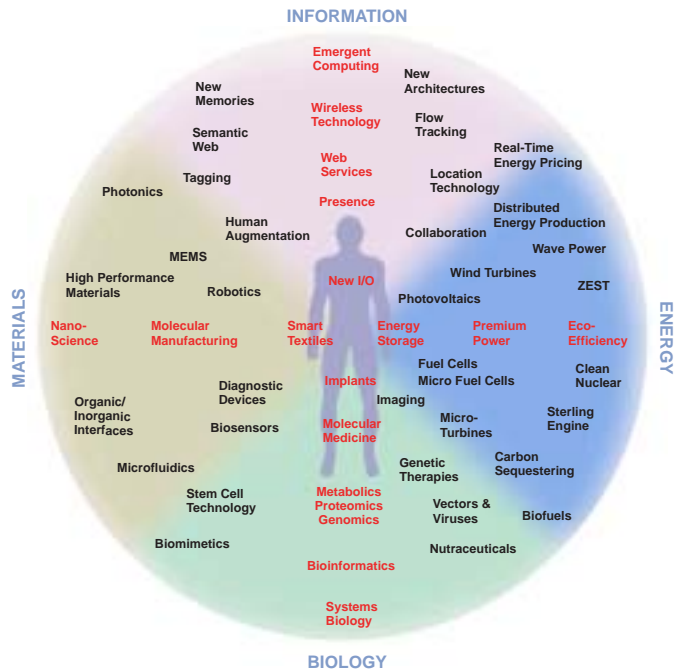 INFORMATION
Emergent
Computing
New
Architectures
New
Memories
Wireless
Technology
Flow
Tracking
Semantic
Web
Real-Time
Energy Pricing
Web
Services
Location
Technology
Tagging
Photonics
Presence
Distributed
Energy Production
Human
Augmentation
Collaboration
Wave Power
MEMS
High Performance
Materials
Robotics
New I/O
Wind Turbines
ZEST
Photovoltaics
MATERIALS
Nano-
Science
Molecular
Manufacturing
Smart
Textiles
Energy
Storage
Premium
Power
Eco-
Efficiency
ENERGY
Fuel Cells
Micro Fuel Cells
Clean
Nuclear
Implants
Diagnostic
Devices
Imaging
Organic/
Inorganic
Interfaces
Biosensors
Molecular
Medicine
Micro-
Turbines
Sterling
Engine
Microfluidics
Genetic
Therapies
Carbon
Sequestering
Stem Cell
Technology
Metabolics
Proteomics
Genomics
Vectors &
Viruses
Biofuels
Biomimetics
Nutraceuticals
Bioinformatics
Systems
Biology
BIOLOGY